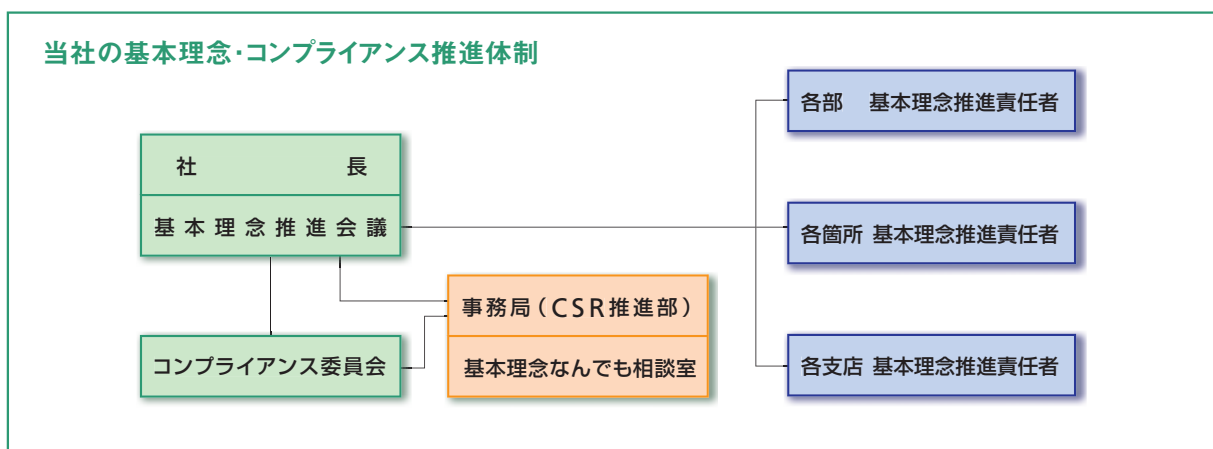 当社の基本理念・コンプライアンス推進体制
社長
基本理念推進会議
コンプライアンス委員会
事務局（CSR推進部）
基本理念なんでも相談室
各部 基本理念推進責任者
各箇所 基本理念推進責任者
各支店 基本理念推進責任者